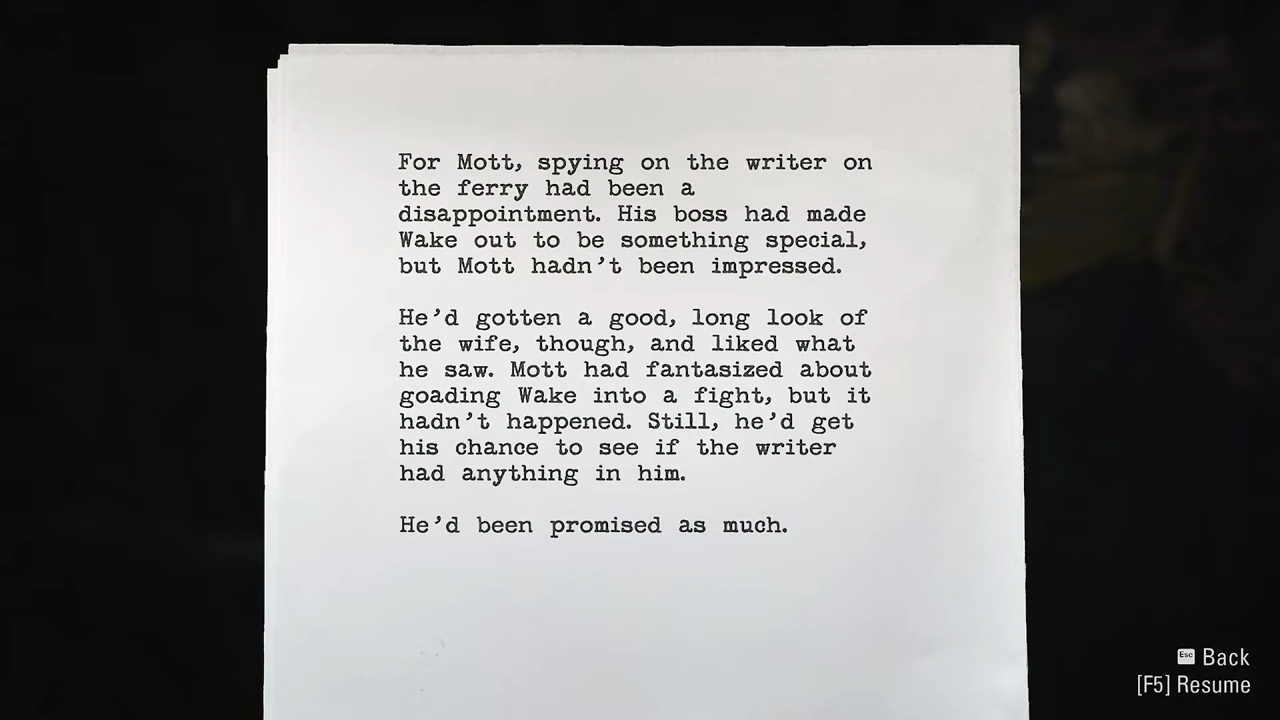 For Mott, spying on the writer on
the ferry had been a
disappointment. His boss had made
Wake out to be something special,
but Mott hadn’t been impressed.
He’d gotten a good, long look of
the wife, though, and liked what
he saw. Mott had fantasized about
goading Wake into a fight, but it
hadn’t happened. Still, he’d get
his chance to see if the writer
had anything in him.
He’d been promised as much.
Esc Back
[F5] Resume